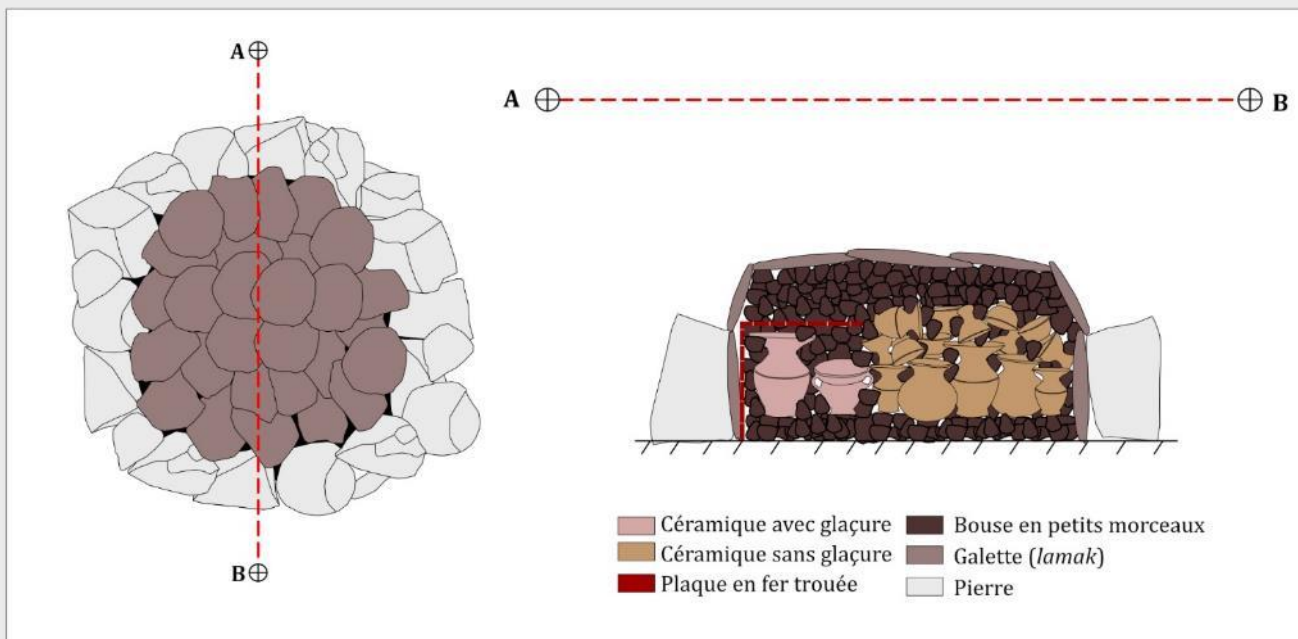 A
B
A B
Céramique avec glaçure
Céramique sans glaçure
Plaque en fer trouée
Bouse en petits morceaux
Galette (lamak)
Pierre